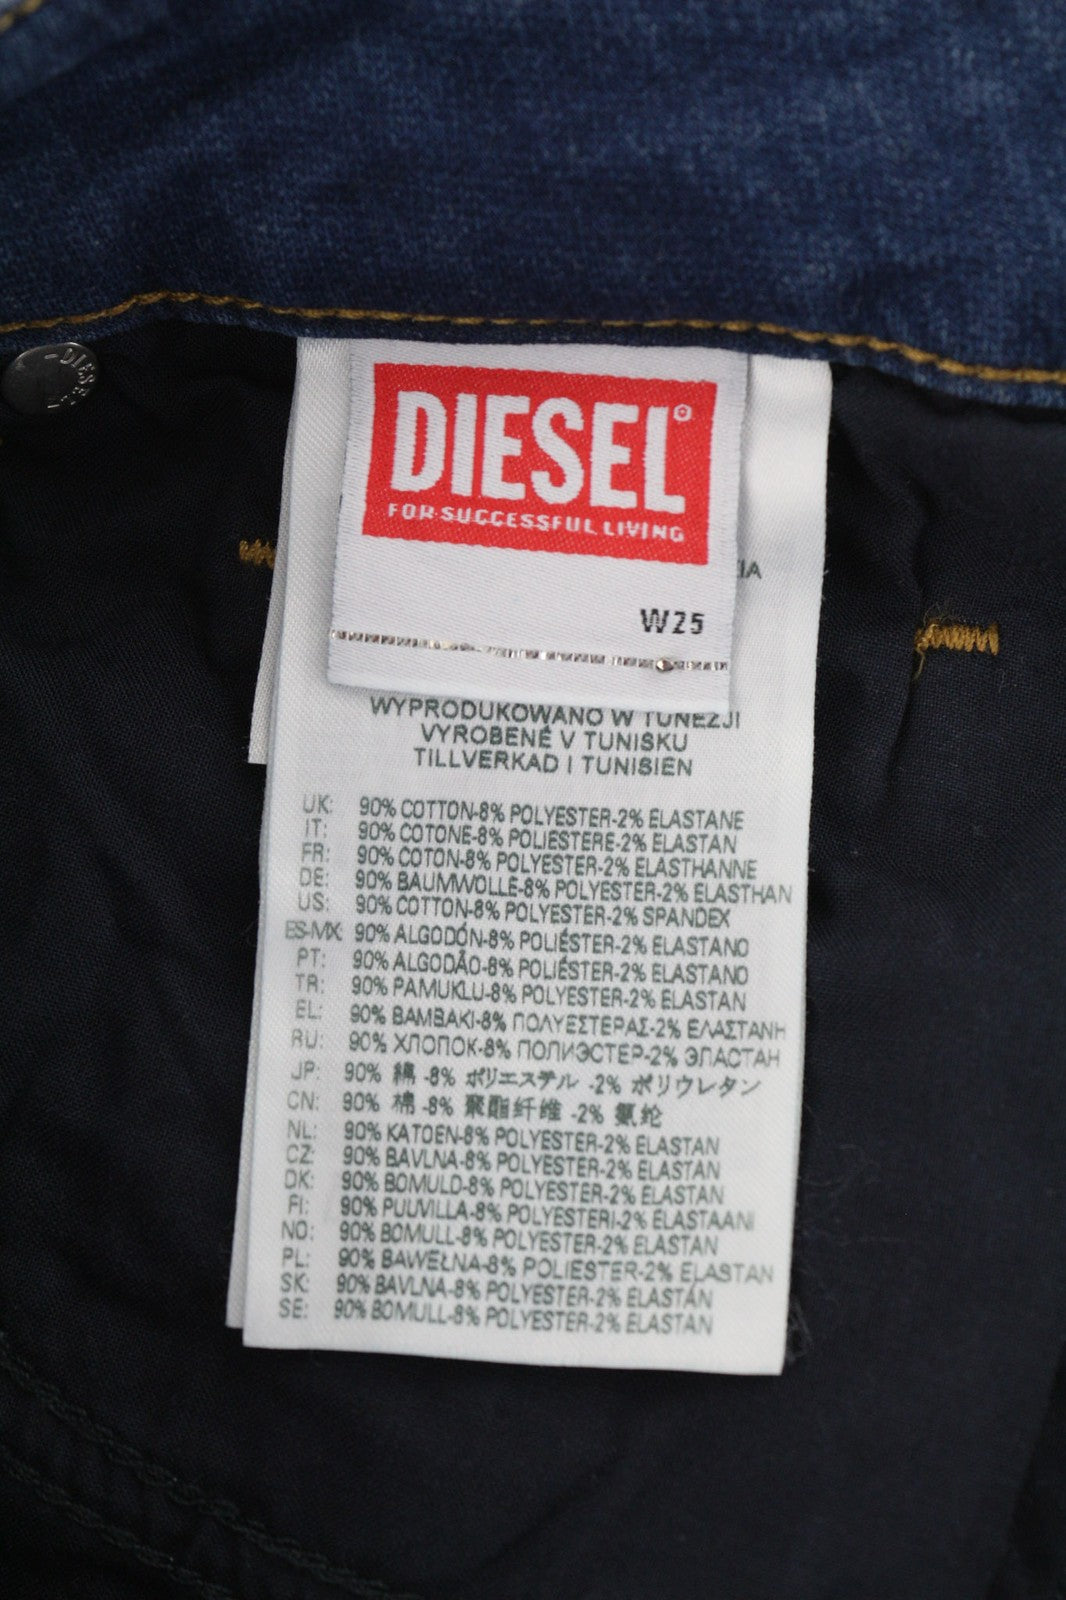 -DIESEL
DIESEL
FOR SUCCESSFUL LIVING
W25
WYPRODUKOWANO W TUNEZJI
VYROBENÉ V TUNISKU
TILLVERKAD I TUNISIEN
UK: 90% COTTON-8% POLYESTER-2% ELASTANE
IT: 90% COTONE-8% POLIESTERE-2% ELASTAN
FR: 90% COTON-8% POLYESTER-2% ELASTHANNE
DE: 90% BAUMWOLLE-8% POLYESTER-2% ELASTHAN
US: 90% COTTON-8% POLYESTER-2% SPANDEX
ES-MX: 90% ALGODÓN-8% POLIÉSTER-2% ELASTANO
PT: 90% ALGODÃO-8% POLIÉSTER-2% ELASTANO
TR: 90% PAMUKLU-8% POLYESTER-2% ELASTAN
EL: 90% ΒΑΜΒΑΚΙ-8% ΠΟΛΥΕΣΤΕΡΑΣ-2% ΕΛΑΣΤΑΝΗ
RU: 90% ХЛОПОК-8% ПОЛИЭСТЕР-2% ЭЛАСТАН
JP: 90% 綿 -8% ポリエステル -2% ポリウレタン
CN: 90% 棉 -8% 聚酯纤维 -2% 氨纶
NL: 90% KATOEN-8% POLYESTER-2% ELASTAN
CZ: 90% BAVLNA-8% POLYESTER-2% ELASTAN
DK: 90% BOMULD-8% POLYESTER-2% ELASTAN
FI: 90% PUUVILLA-8% POLYESTERI-2% ELASTAANI
NO: 90% BOMULL-8% POLYESTER-2% ELASTAN
PL: 90% BAWEŁNA-8% POLIESTER-2% ELASTAN
SK: 90% BAVLNA-8% POLYESTER-2% ELASTÁN
SE: 90% BOMULL-8% POLYESTER-2% ELASTAN